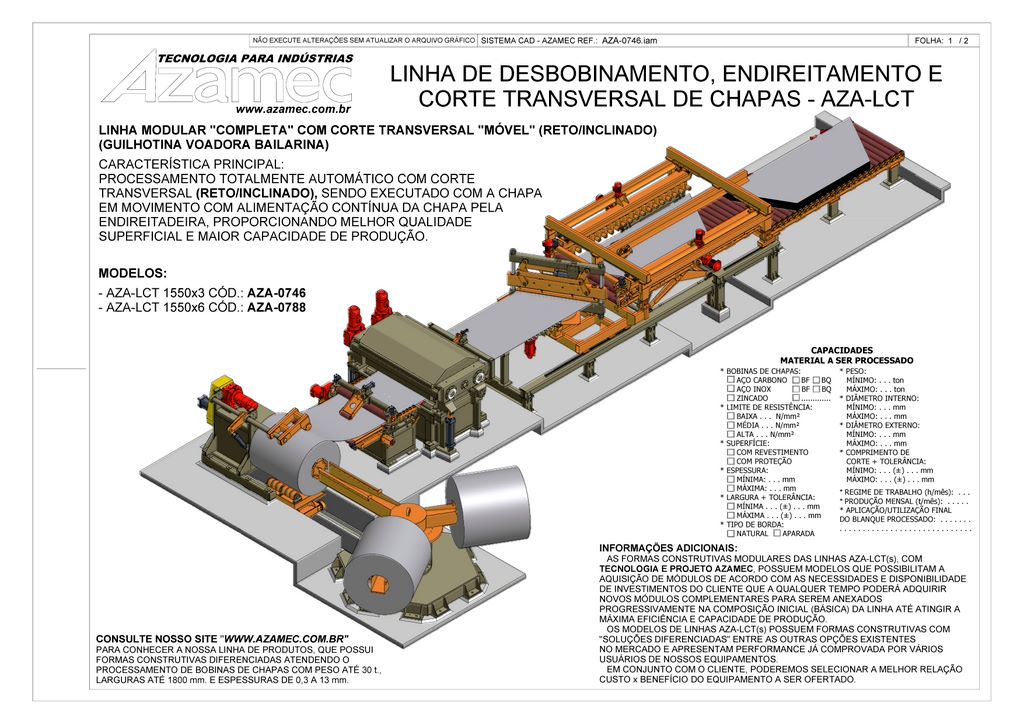 NÃO EXECUTE ALTERAÇÕES SEM ATUALIZAR O ARQUIVO GRÁFICO SISTEMA CAD - AZAMEC REF.: AZA-0746.iam FOLHA: 1 / 2
TECNOLOGIA PARA INDÚSTRIAS
Azamec
www.azamec.com.br
LINHA DE DESBOBINAMENTO, ENDIREITAMENTO E
CORTE TRANSVERSAL DE CHAPAS - AZA-LCT
LINHA MODULAR "COMPLETA" COM CORTE TRANSVERSAL "MÓVEL" (RETO/INCLINADO)
(GUILHOTINA VOADORA BAILARINA)
CARACTERÍSTICA PRINCIPAL:
PROCESSAMENTO TOTALMENTE AUTOMÁTICO COM CORTE
TRANSVERSAL (RETO/INCLINADO), SENDO EXECUTADO COM A CHAPA
EM MOVIMENTO COM ALIMENTAÇÃO CONTÍNUA DA CHAPA PELA
ENDIREITADEIRA, PROPORCIONANDO MELHOR QUALIDADE
SUPERFICIAL E MAIOR CAPACIDADE DE PRODUÇÃO.
MODELOS:
- AZA-LCT 1550x3 CÓD.: AZA-0746
- AZA-LCT 1550x6 CÓD.: AZA-0788
CAPACIDADES
MATERIAL A SER PROCESSADO
* BOBINAS DE CHAPAS:
AÇO CARBONO BF BQ
AÇO INOX BF BQ
ZINCADO .............
* LIMITE DE RESISTÊNCIA:
BAIXA . . . N/mm²
MÉDIA . . . N/mm²
ALTA . . . N/mm²
* SUPERFÍCIE:
COM REVESTIMENTO
COM PROTEÇÃO
* ESPESSURA:
MÍNIMA: . . . mm
MÁXIMA: . . . mm
* LARGURA + TOLERÂNCIA:
MÍNIMA . . . (±) . . . mm
MÁXIMA . . . (±) . . . mm
* TIPO DE BORDA:
NATURAL APARADA
* PESO:
MÍNIMO: . . . ton
MÁXIMO: . . . ton
* DIÂMETRO INTERNO:
MÍNIMO: . . . mm
MÁXIMO: . . . mm
* DIÂMETRO EXTERNO:
MÍNIMO: . . . mm
MÁXIMO: . . . mm
* COMPRIMENTO DE
CORTE + TOLERÂNCIA:
MÍNIMO: . . . (±) . . . mm
MÁXIMO: . . . (±) . . . mm
* REGIME DE TRABALHO (h/mês): . . .
* PRODUÇÃO MENSAL (t/mês): . . . . .
* APLICAÇÃO/UTILIZAÇÃO FINAL
DO BLANQUE PROCESSADO: . . . . . . .
. . . . . . . . . . . . . . . . . . . . . . . . . . .
INFORMAÇÕES ADICIONAIS:
AS FORMAS CONSTRUTIVAS MODULARES DAS LINHAS AZA-LCT(s), COM
TECNOLOGIA E PROJETO AZAMEC, POSSUEM MODELOS QUE POSSIBILITAM A
AQUISIÇÃO DE MÓDULOS DE ACORDO COM AS NECESSIDADES E DISPONIBILIDADE
DE INVESTIMENTOS DO CLIENTE QUE A QUALQUER TEMPO PODERÁ ADQUIRIR
NOVOS MÓDULOS COMPLEMENTARES PARA SEREM ANEXADOS
PROGRESSIVAMENTE NA COMPOSIÇÃO INICIAL (BÁSICA) DA LINHA ATÉ ATINGIR A
MÁXIMA EFICIÊNCIA E CAPACIDADE DE PRODUÇÃO.
OS MODELOS DE LINHAS AZA-LCT(s) POSSUEM FORMAS CONSTRUTIVAS COM
"SOLUÇÕES DIFERENCIADAS" ENTRE AS OUTRAS OPÇÕES EXISTENTES
NO MERCADO E APRESENTAM PERFORMANCE JÁ COMPROVADA POR VÁRIOS
USUÁRIOS DE NOSSOS EQUIPAMENTOS.
EM CONJUNTO COM O CLIENTE, PODEREMOS SELECIONAR A MELHOR RELAÇÃO
CUSTO x BENEFÍCIO DO EQUIPAMENTO A SER OFERTADO.
CONSULTE NOSSO SITE "WWW.AZAMEC.COM.BR"
PARA CONHECER A NOSSA LINHA DE PRODUTOS, QUE POSSUI
FORMAS CONSTRUTIVAS DIFERENCIADAS ATENDENDO O
PROCESSAMENTO DE BOBINAS DE CHAPAS COM PESO ATÉ 30 t.,
LARGURAS ATÉ 1800 mm. E ESPESSURAS DE 0,3 A 13 mm.